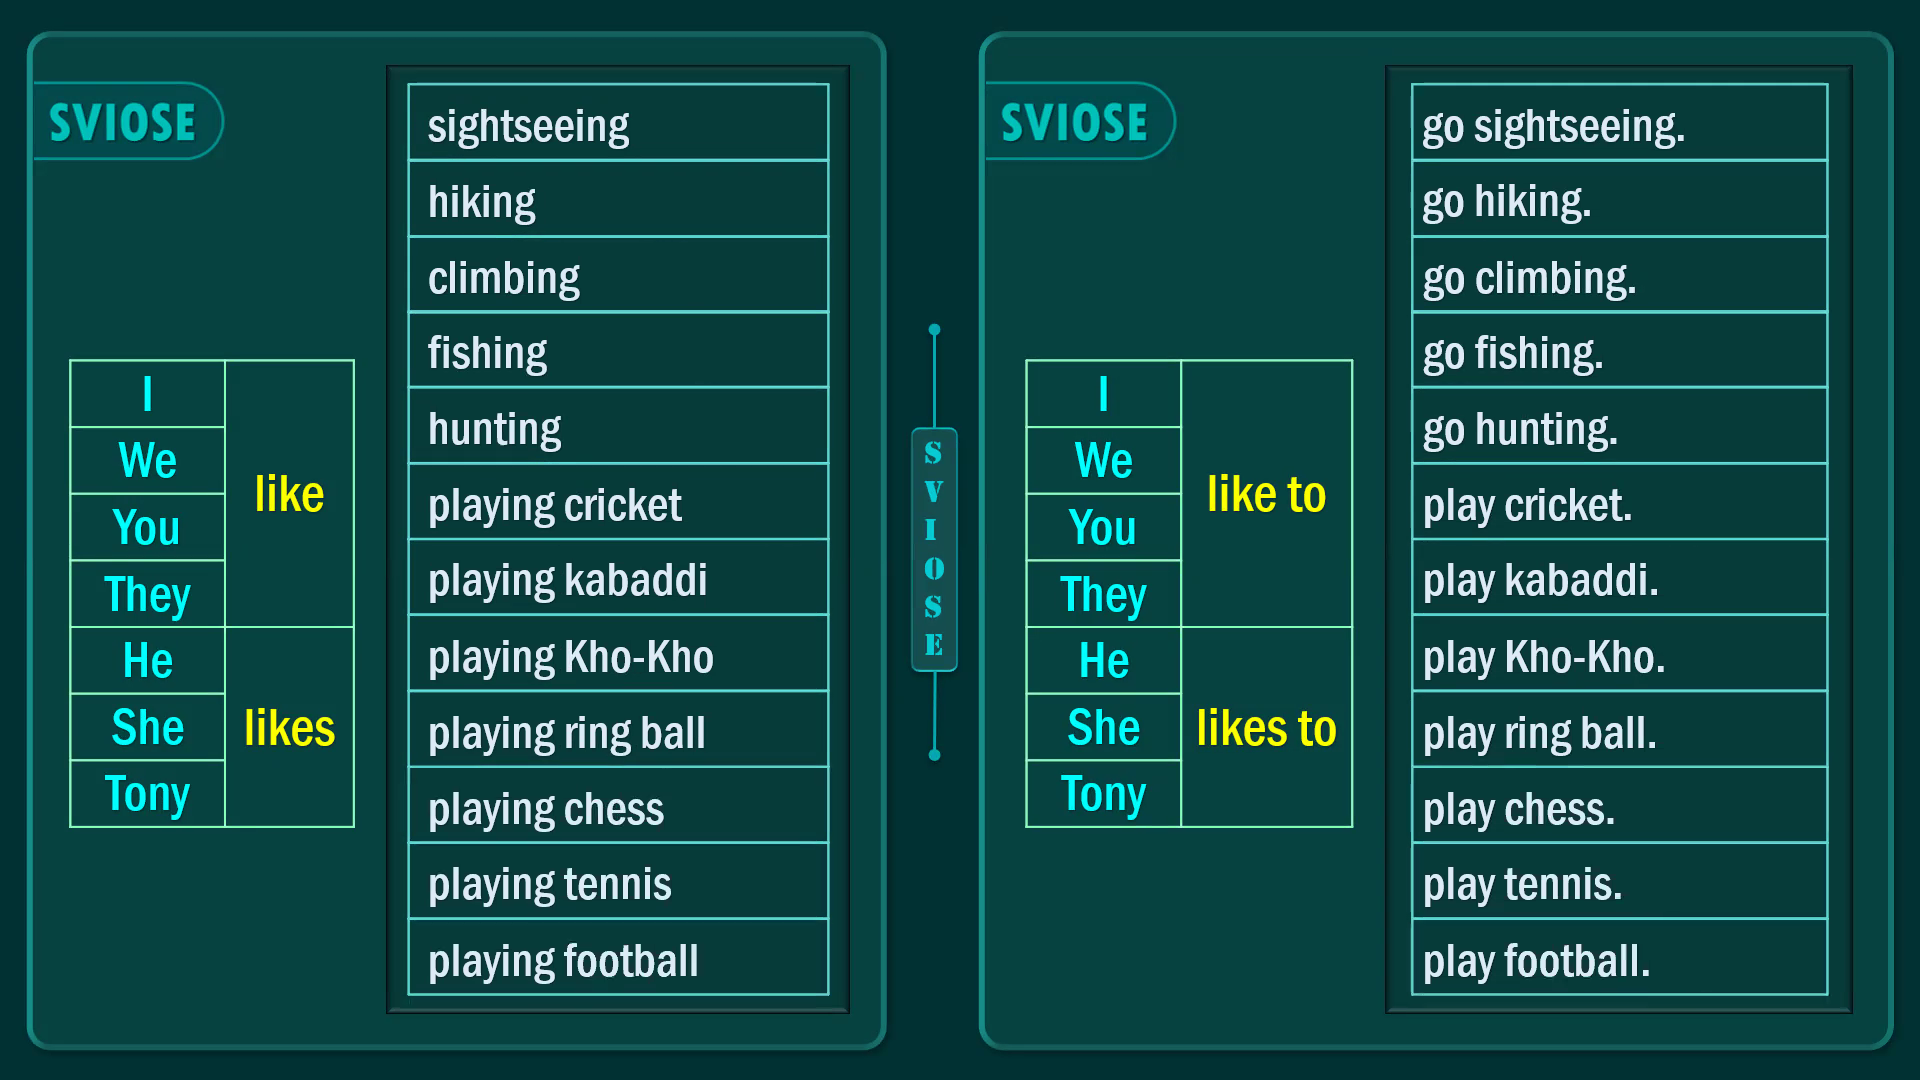 SVIOSE
I
We
You
They
He
She
Tony
like
likes
sightseeing
hiking
climbing
fishing
hunting
playing cricket
playing kabaddi
playing Kho-Kho
playing ring ball
playing chess
playing tennis
playing football
SVIOSE
SVIOSE
I
We
You
They
He
She
Tony
like to
likes to
go sightseeing.
go hiking.
go climbing.
go fishing.
go hunting.
play cricket.
play kabaddi.
play Kho-Kho.
play ring ball.
play chess.
play tennis.
play football.